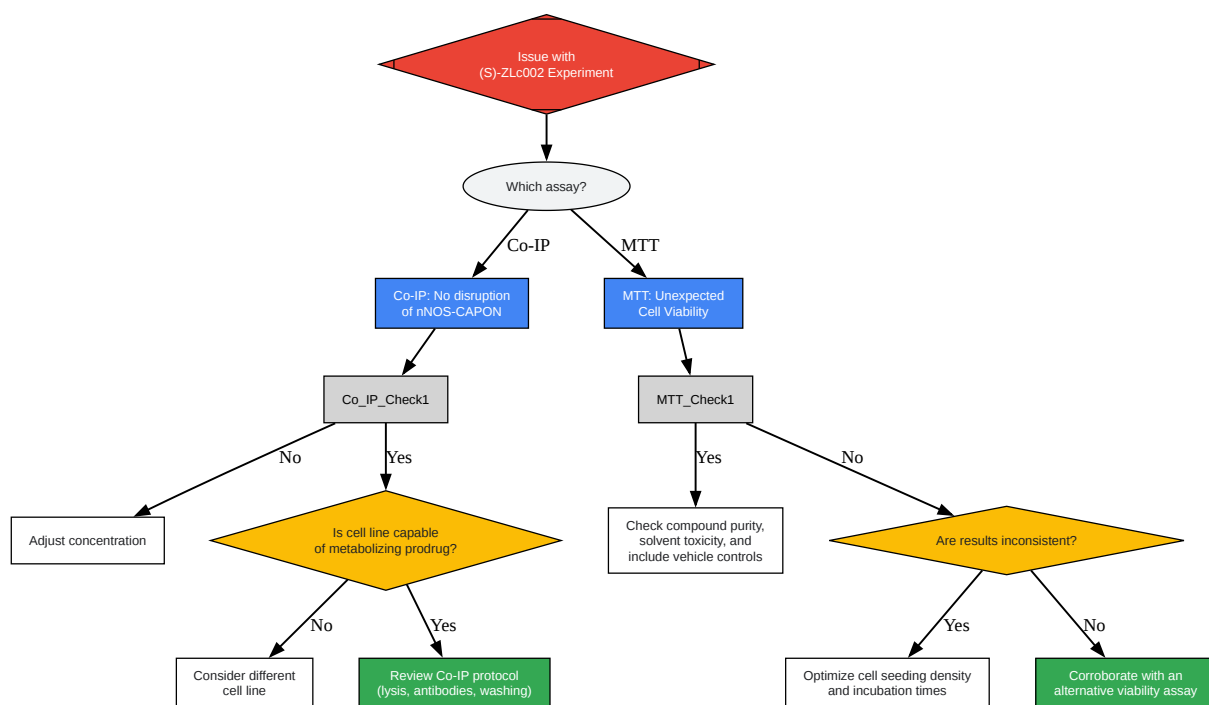 Issue with
(S)-ZLc002 Experiment
Which assay?
Co-IP
MTT
Co-IP: No disruption
of nNOS-CAPON
MTT: Unexpected
Cell Viability
Co_IP_Check1
MTT_Check1
No
Yes
Yes
No
Adjust concentration
Is cell line capable
of metabolizing prodrug?
Check compound purity,
solvent toxicity, and
include vehicle controls
Are results inconsistent?
No
Yes
Yes
No
Consider different
cell line
Review Co-IP protocol
(lysis, antibodies, washing)
Optimize cell seeding density
and incubation times
Corroborate with an
alternative viability assay